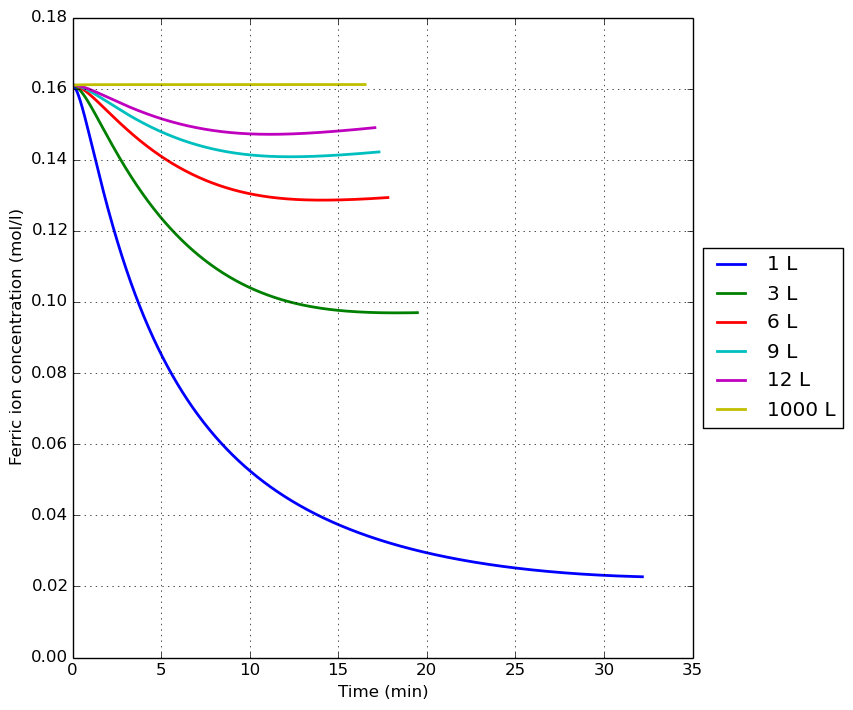 0.18
0.16
0.14
0.12
0.10
0.08
0.06
0.04
0.02
0.00
Ferric ion concentration (mol/l)
0 5 10 15 20 25 30 35
Time (min)
1 L
3 L
6 L
9 L
12 L
1000 L